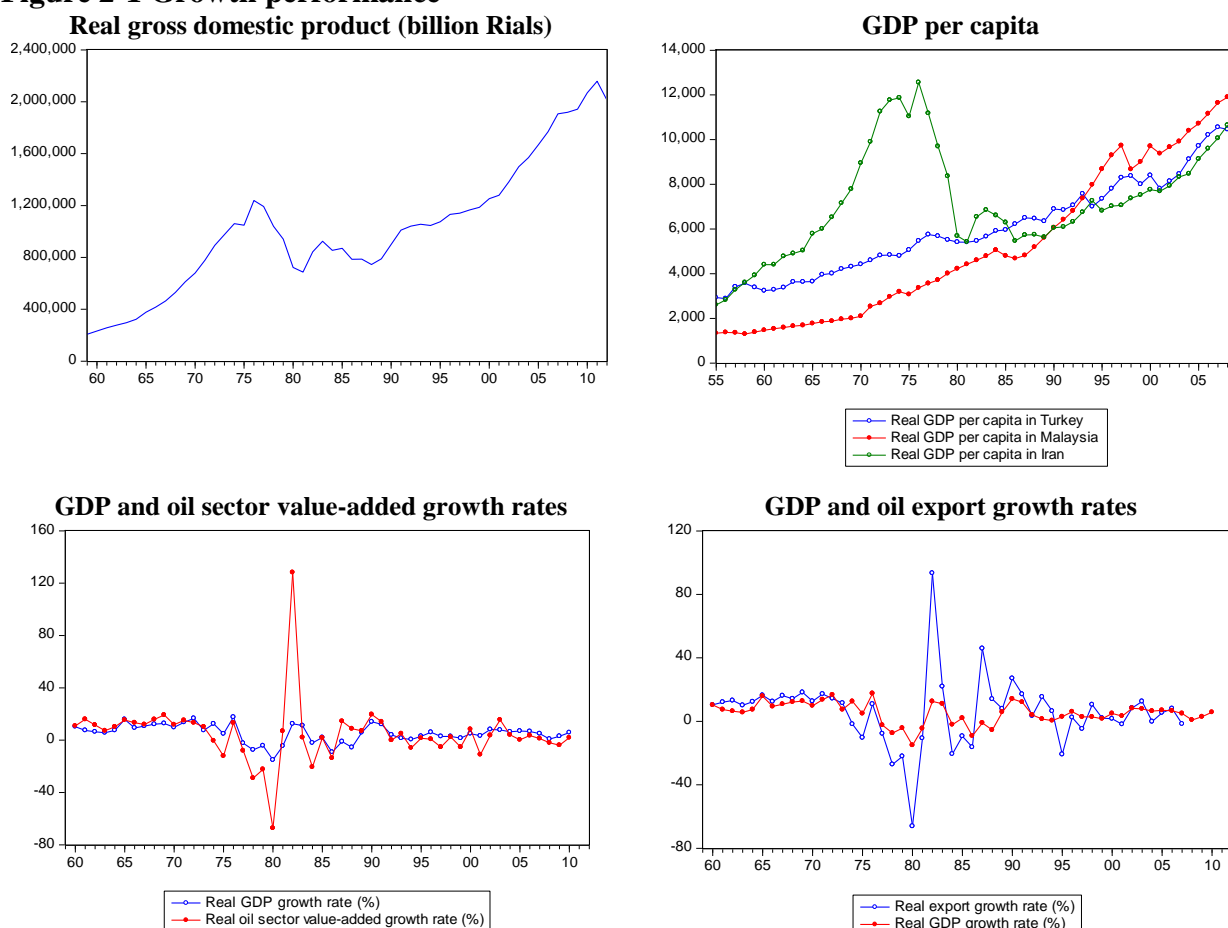 Figure 2-1 Growth performance
Real gross domestic product (billion Rials)
2,400,000
2,000,000
1,600,000
1,200,000
800,000
400,000
0
60 65 70 75 80 85 90 95 00 05 10
GDP per capita
14,000
12,000
10,000
8,000
6,000
4,000
2,000
0
55 60 65 70 75 80 85 90 95 00 05
Real GDP per capita in Turkey
Real GDP per capita in Malaysia
Real GDP per capita in Iran
GDP and oil sector value-added growth rates
160
120
80
40
0
-40
-80
60 65 70 75 80 85 90 95 00 05 10
Real GDP growth rate (%)
Real oil sector value-added growth rate (%)
GDP and oil export growth rates
120
80
40
0
-40
-80
60 65 70 75 80 85 90 95 00 05 10
Real export growth rate (%)
Real GDP growth rate (%)